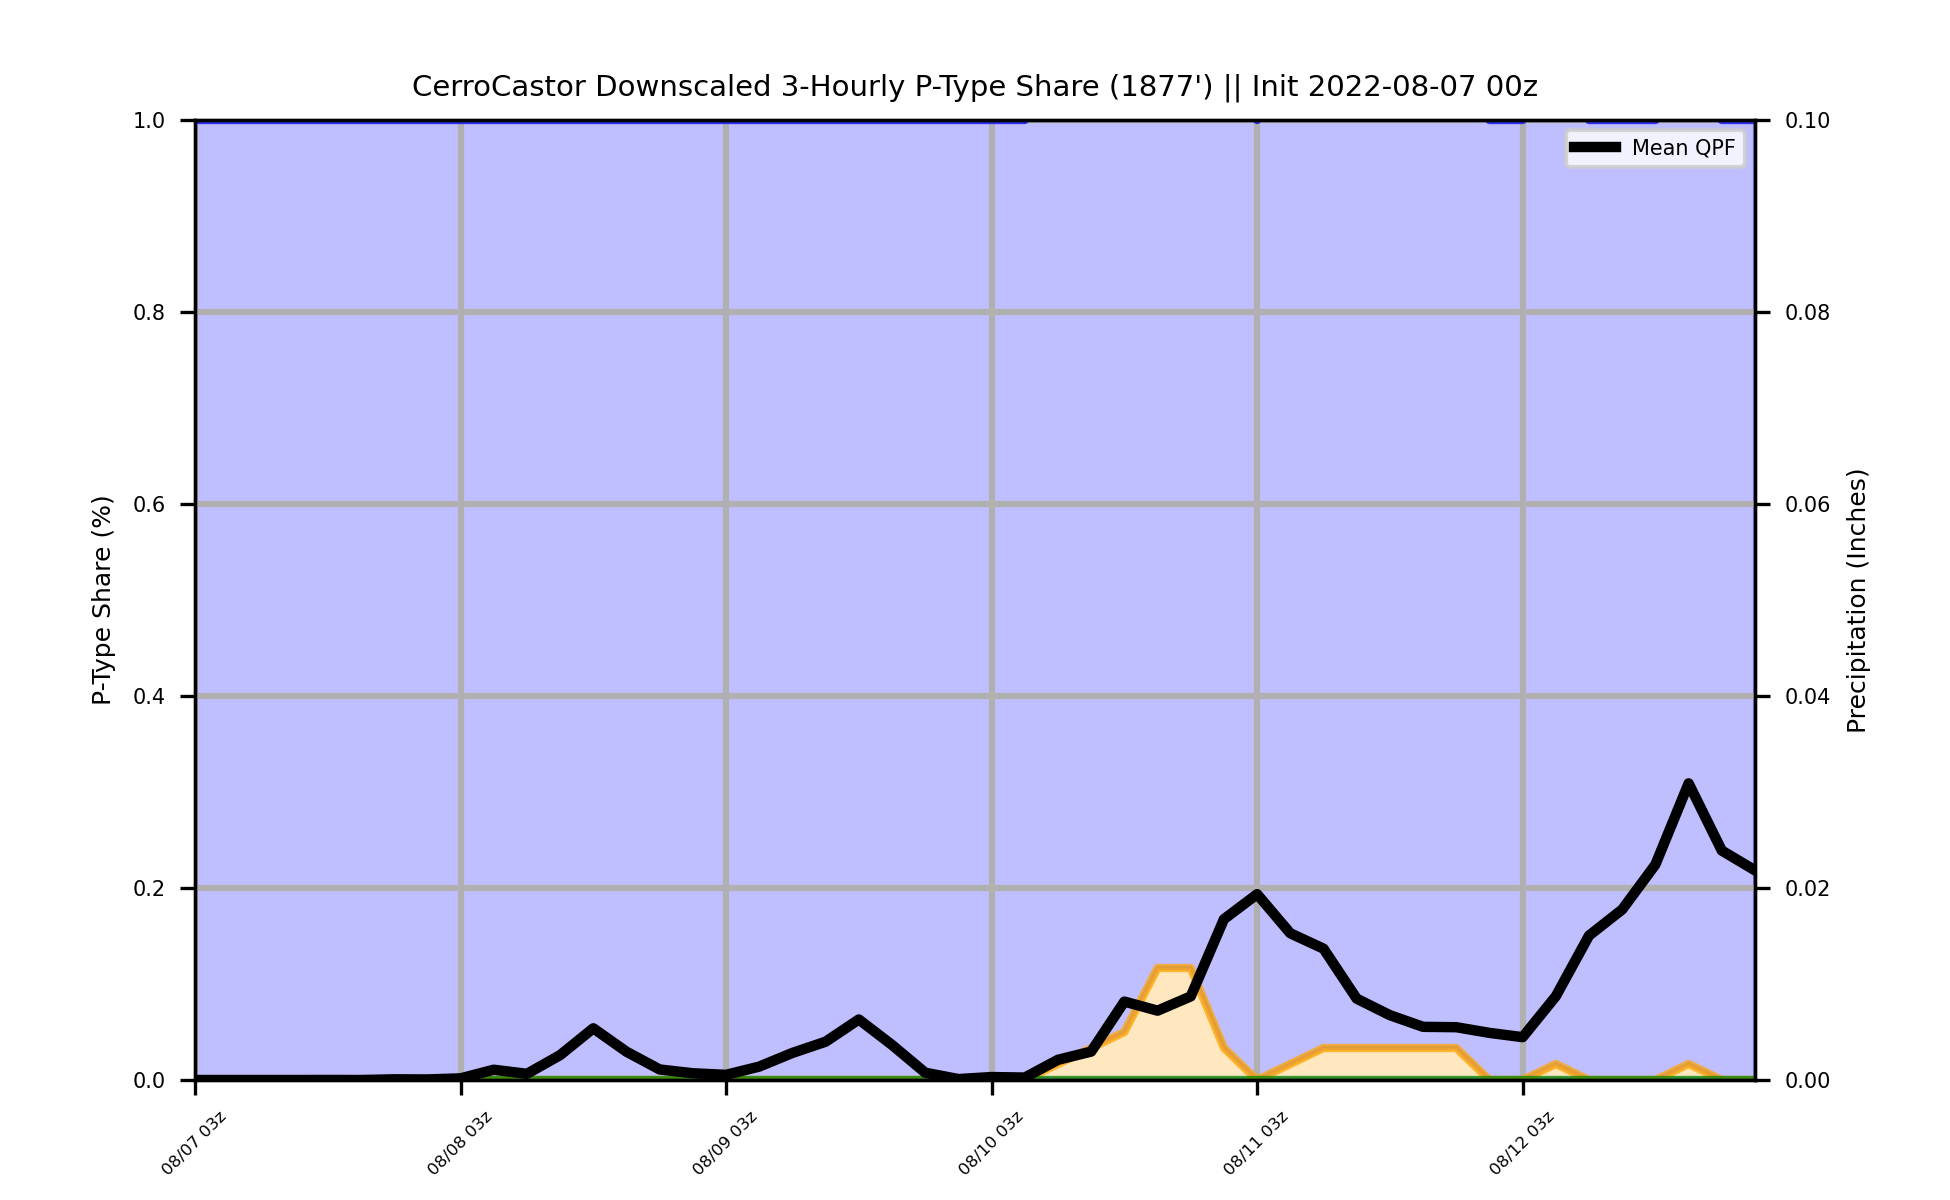 CerroCastor Downscaled 3-Hourly P-Type Share (1877') || Init 2022-08-07 00z
Mean QPF
P-Type Share (%)
1.0
0.8
0.6
0.4
0.2
0.0
0.10
0.08
0.06
0.04
0.02
0.00
Precipitation (Inches)
08/07 03z
08/08 03z
08/09 03z
08/10 03z
08/11 03z
08/12 03z